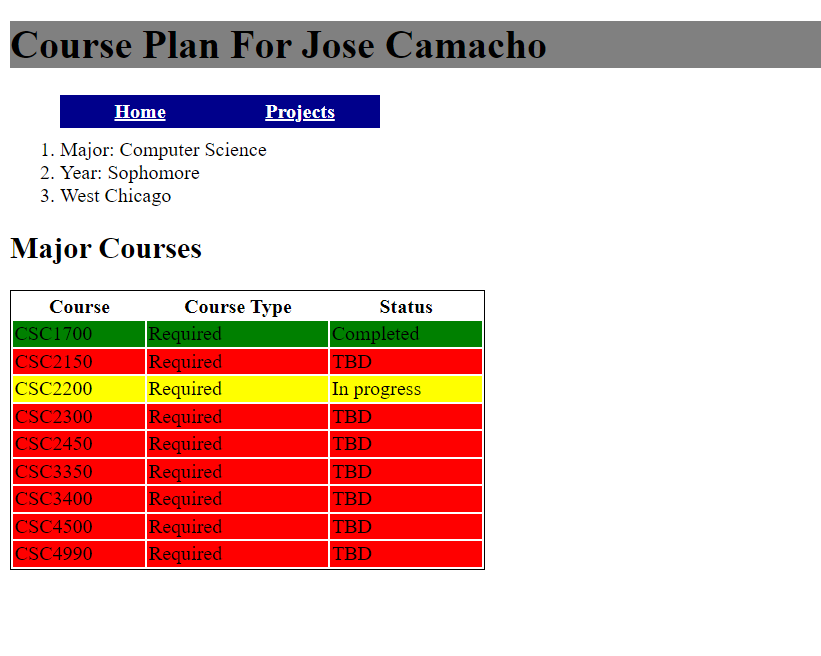 Course Plan For Jose Camacho
Home Projects
1. Major: Computer Science
2. Year: Sophomore
3. West Chicago
Major Courses
Course Course Type Status
CSC1700 Required Completed
CSC2150 Required TBD
CSC2200 Required In progress
CSC2300 Required TBD
CSC2450 Required TBD
CSC3350 Required TBD
CSC3400 Required TBD
CSC4500 Required TBD
CSC4990 Required TBD